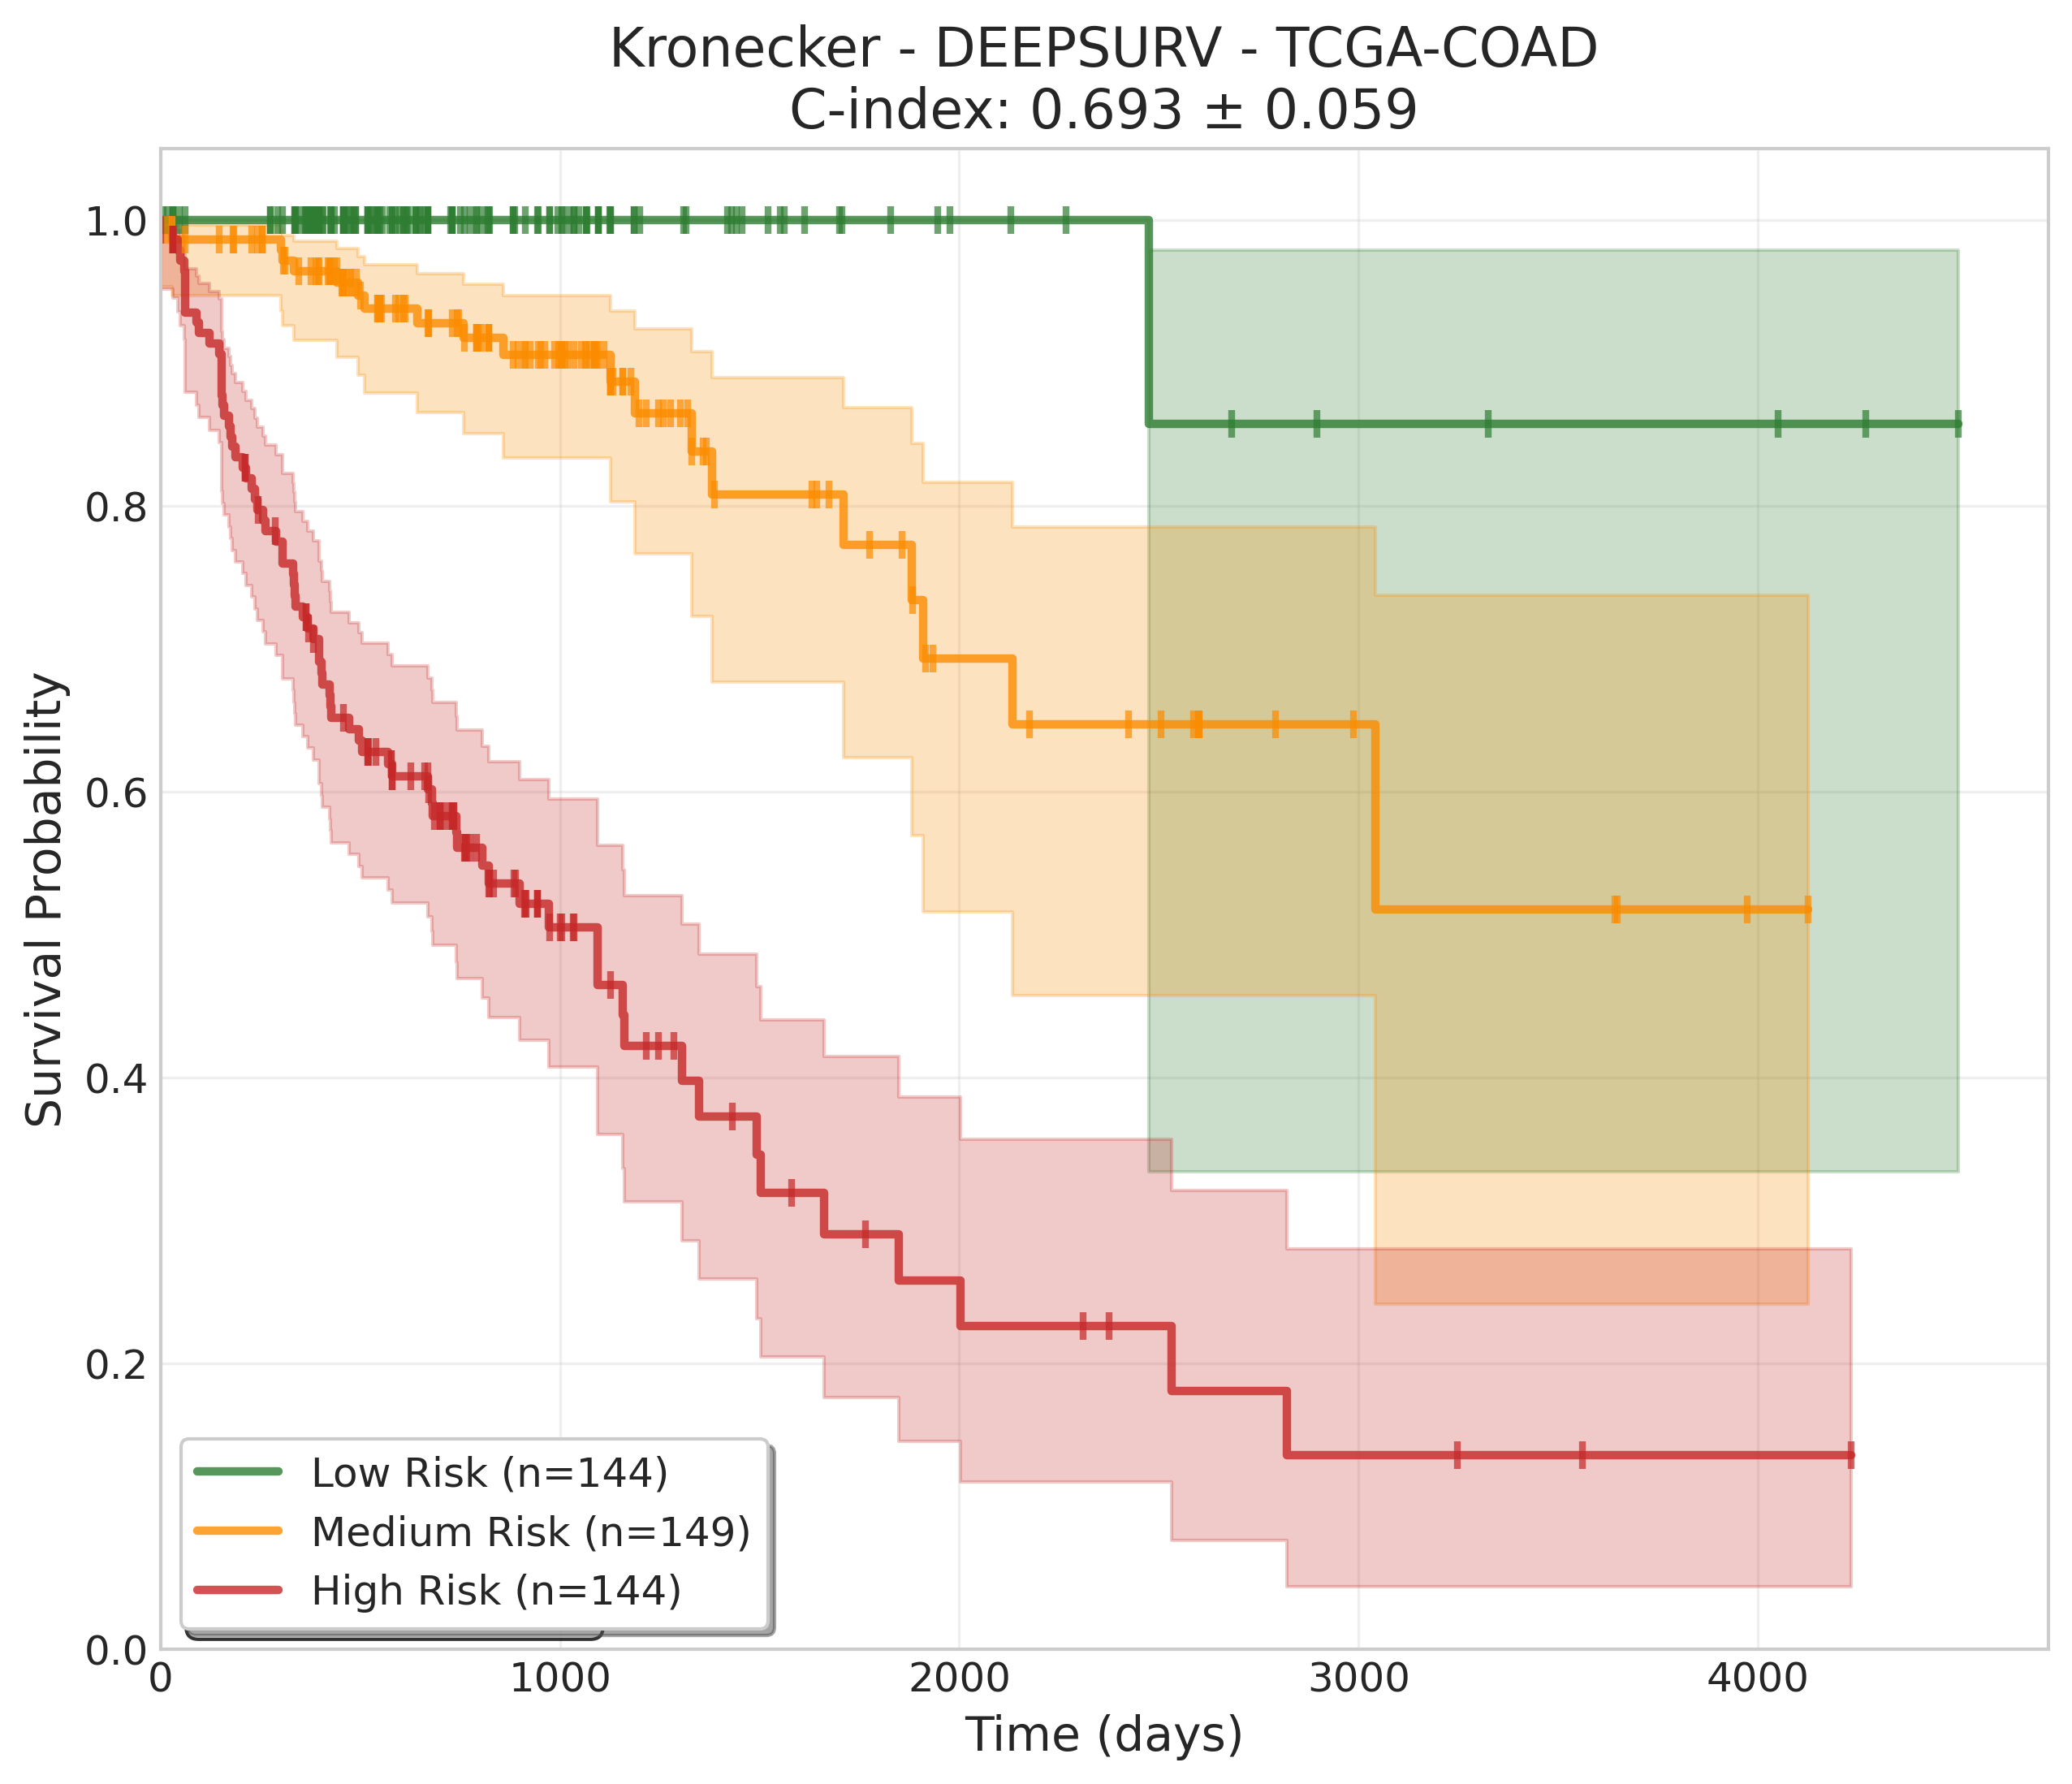 Kronecker - DEEPSURV - TCGA-COAD
C-index: 0.693 ± 0.059
Survival Probability
1.0
0.8
0.6
0.4
0.2
0.0
Low Risk (n=144)
Medium Risk (n=149)
High Risk (n=144)
0 1000 2000 3000 4000
Time (days)